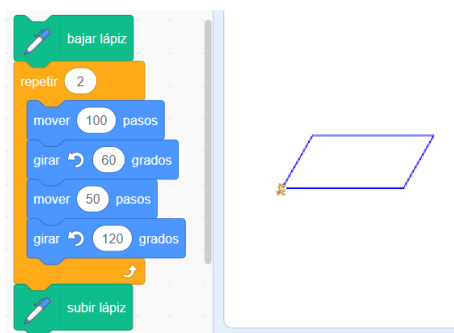 bajar lápiz
repetir 2
mover 100 pasos
girar 60 grados
mover 50 pasos
girar 120 grados
subir lápiz